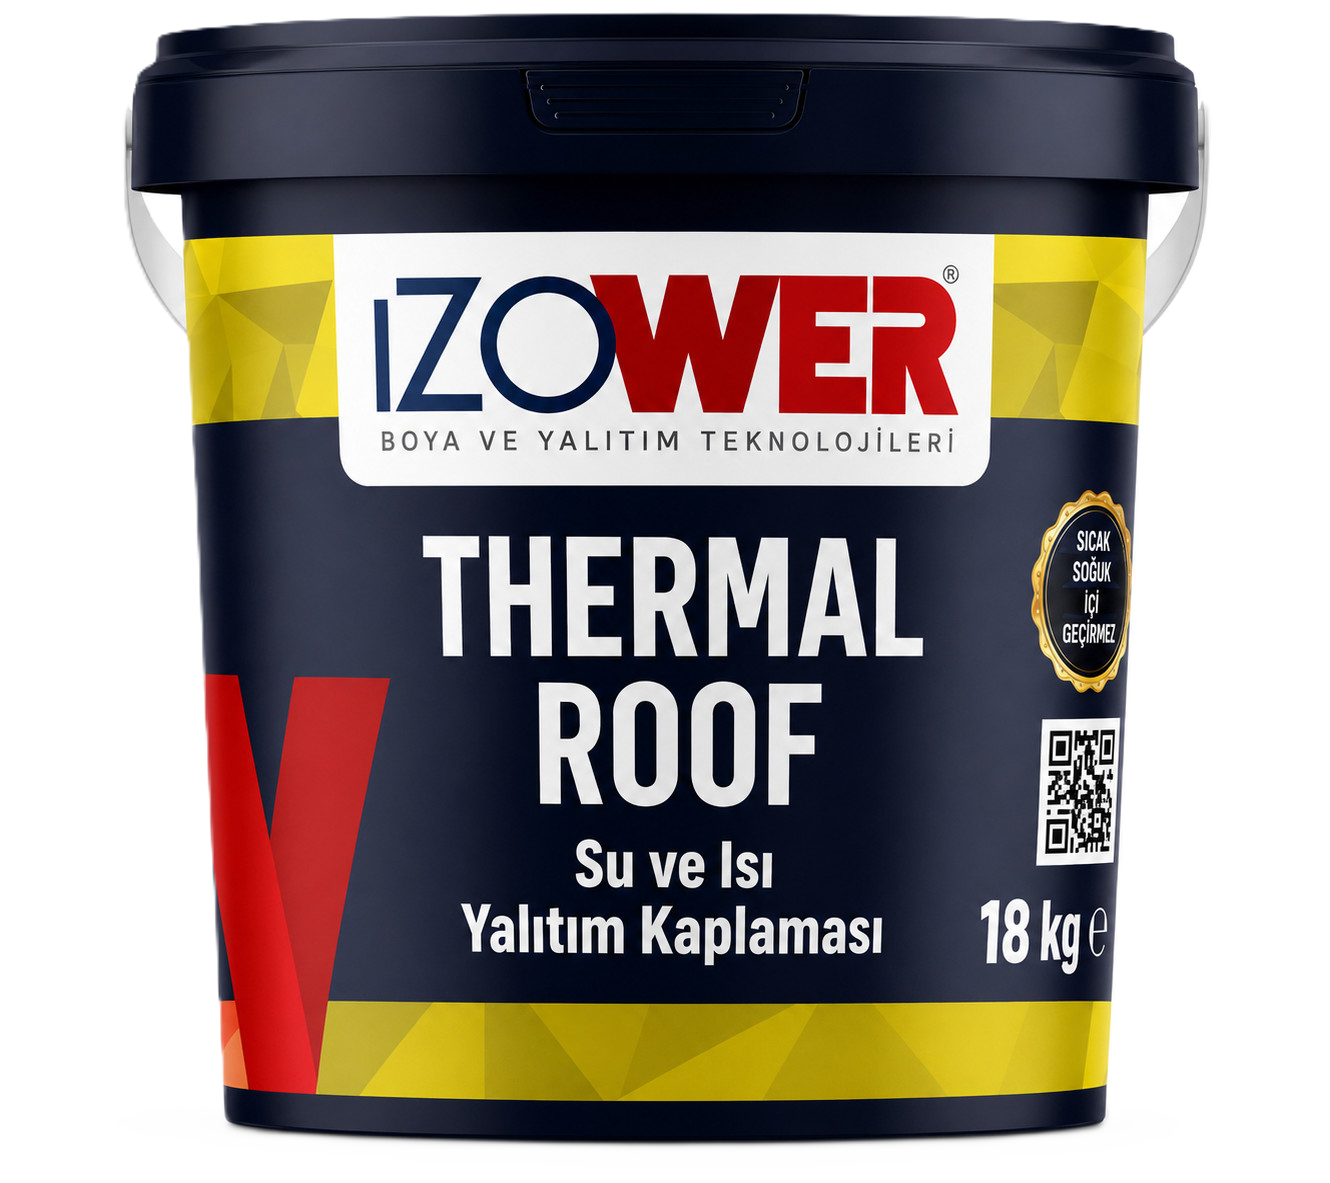 iZOWER®
BOYA VE YALITIM TEKNOLOJİLERİ
THERMAL
ROOF
Su ve Isı
Yalıtım Kaplaması
SICAK
SOĞUK
İÇİ
GEÇİRMEZ
18 kg e